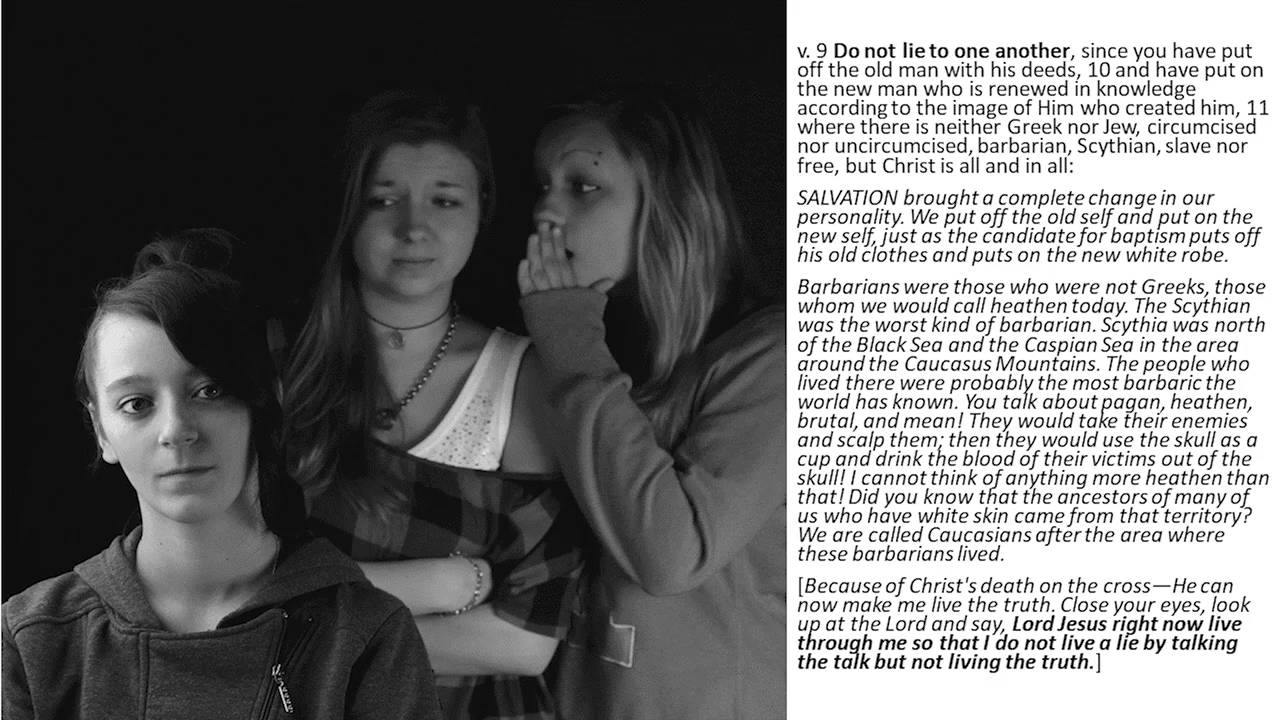 v. 9 Do not lie to one another, since you have put
off the old man with his deeds, 10 and have put on
the new man who is renewed in knowledge
according to the image of Him who created him, 11
where there is neither Greek nor Jew, circumcised
nor uncircumcised, barbarian, Scythian, slave nor
free, but Christ is all and in all:
SALVATION brought a complete change in our
personality. We put off the old self and put on the
new self, just as the candidate for baptism puts off
his old clothes and puts on the new white robe.
Barbarians were those who were not Greeks, those
whom we would call heathen today. The Scythian
was the worst kind of barbarian. Scythia was north
of the Black Sea and the Caspian Sea in the area
around the Caucasus Mountains. The people who
lived there were probably the most barbaric the
world has known. You talk about pagan, heathen,
brutal, and mean! They would take their enemies
and scalp them; then they would use the skull as a
cup and drink the blood of their victims out of the
skull! I cannot think of anything more heathen than
that! Did you know that the ancestors of many of
us who have white skin came from that territory?
We are called Caucasians after the area where
these barbarians lived.
[Because of Christ's death on the cross—He can
now make me live the truth. Close your eyes, look
up at the Lord and say, Lord Jesus right now live
through me so that I do not live a lie by talking
the talk but not living the truth.]